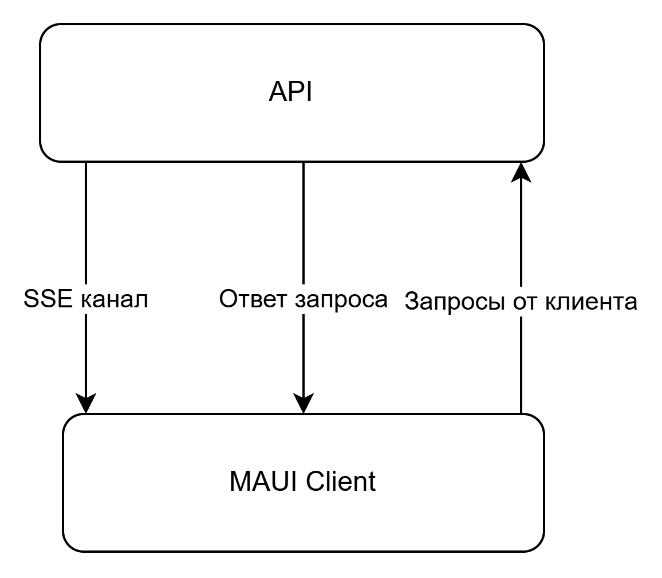 API
SSE канал
Ответ запроса
Запросы от клиента
MAUI Client